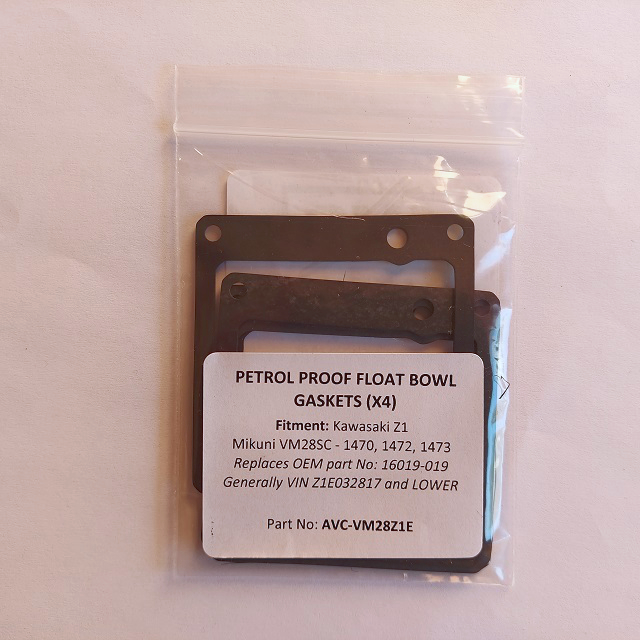 PETROL PROOF FLOAT BOWL
GASKETS (X4)
Fitment: Kawasaki Z1
Mikuni VM28SC - 1470, 1472, 1473
Replaces OEM part No: 16019-019
Generally VIN Z1E032817 and LOWER
Part No: AVC-VM28Z1E